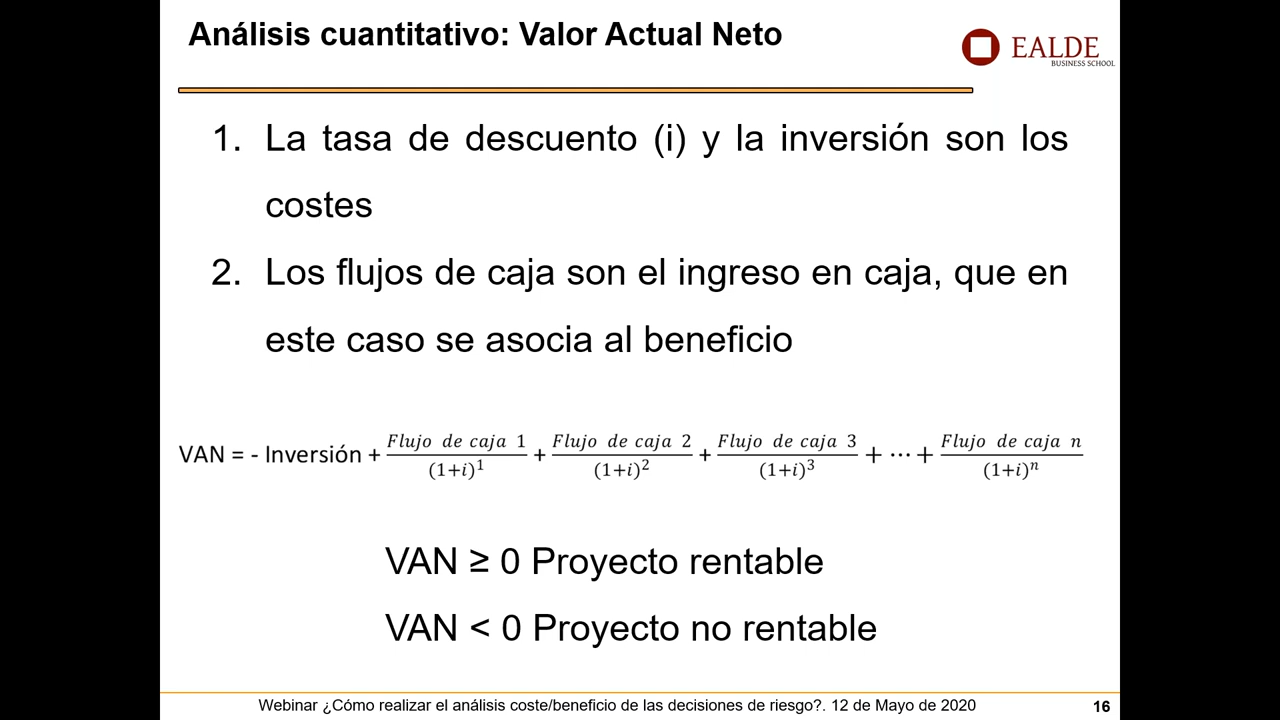 Análisis cuantitativo: Valor Actual Neto
EALDE
BUSINESS SCHOOL
1. La tasa de descuento (i) y la inversión son los
costes
2. Los flujos de caja son el ingreso en caja, que en
este caso se asocia al beneficio
VAN = - Inversión + Flujo de caja 1/(1+i)^1 + Flujo de caja 2/(1+i)^2 + Flujo de caja 3/(1+i)^3 + ⋯ + Flujo de caja n/(1+i)^n
VAN ≥ 0 Proyecto rentable
VAN < 0 Proyecto no rentable
Webinar ¿Cómo realizar el análisis coste/beneficio de las decisiones de riesgo?. 12 de Mayo de 2020
16